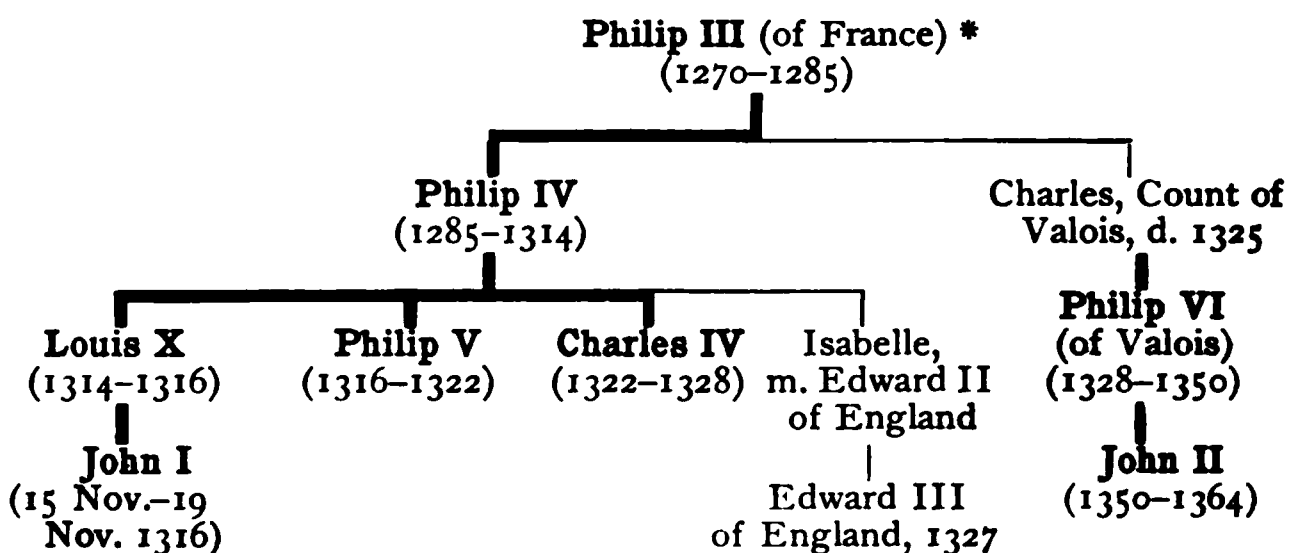 Philip III (of France) *
(1270–1285)
Philip IV
(1285–1314)
Charles, Count of
Valois, d. 1325
Louis X
(1314–1316)
Philip V
(1316–1322)
Charles IV
(1322–1328)
Isabelle,
m. Edward II
of England
Philip VI
(of Valois)
(1328–1350)
John I
(15 Nov.–19
Nov. 1316)
Edward III
of England, 1327
John II
(1350–1364)